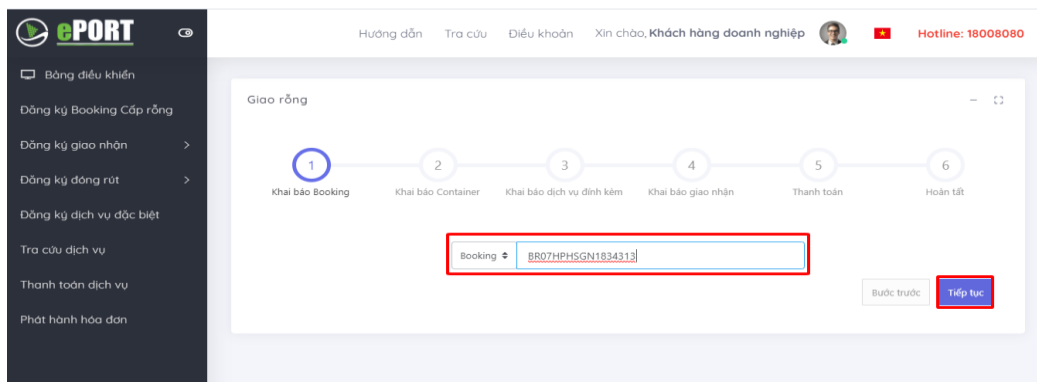 ePORT
Hướng dẫn Tra cứu Điều khoản Xin chào, Khách hàng doanh nghiệp Hotline: 18008080
Bảng điều khiển
Đăng ký Booking Cấp rỗng
Đăng ký giao nhận
Đăng ký đóng rút
Đăng ký dịch vụ đặc biệt
Tra cứu dịch vụ
Thanh toán dịch vụ
Phát hành hóa đơn
Giao rỗng
1 2 3 4 5 6
Khai báo Booking Khai báo Container Khai báo dịch vụ đính kèm Khai báo giao nhận Thanh toán Hoàn tất
Booking BR07HPHSGN1834313
Bước trước Tiếp tục